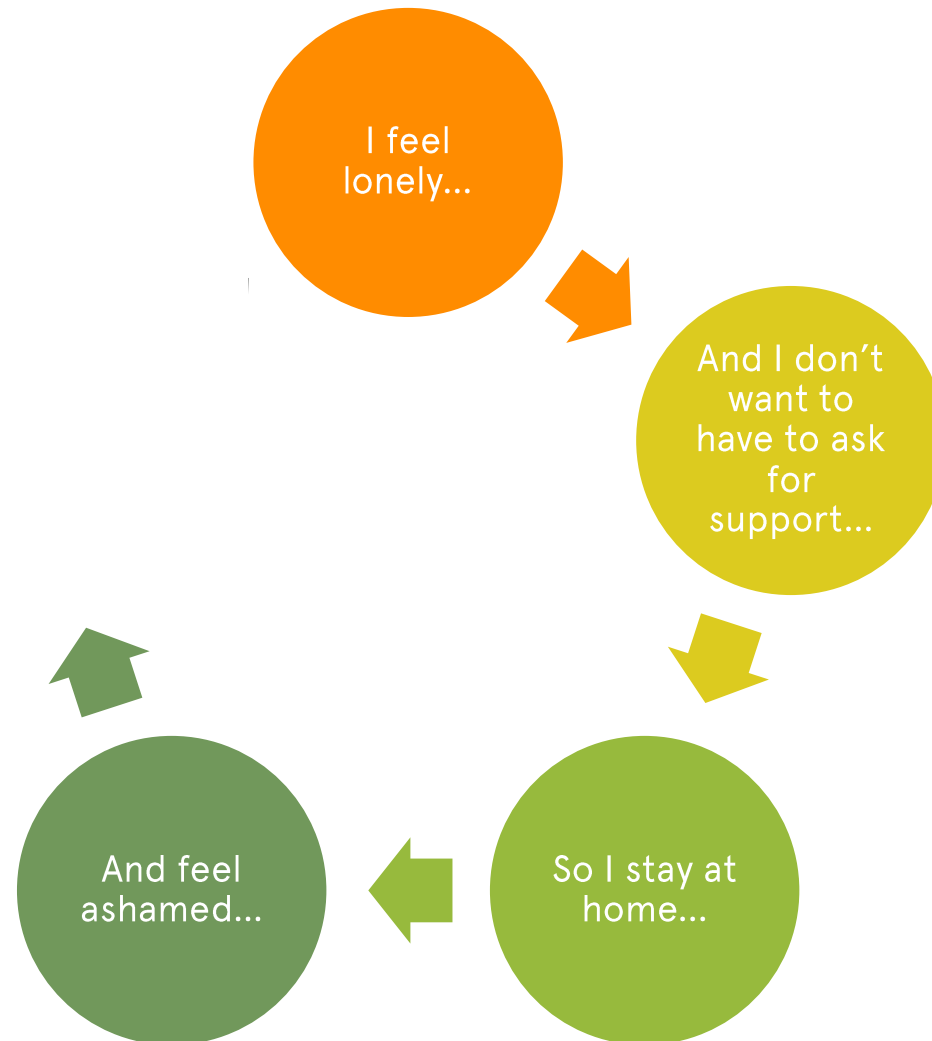 I feel
lonely...
And I don’t
want to
have to ask
for
support...
So I stay at
home...
And feel
ashamed...